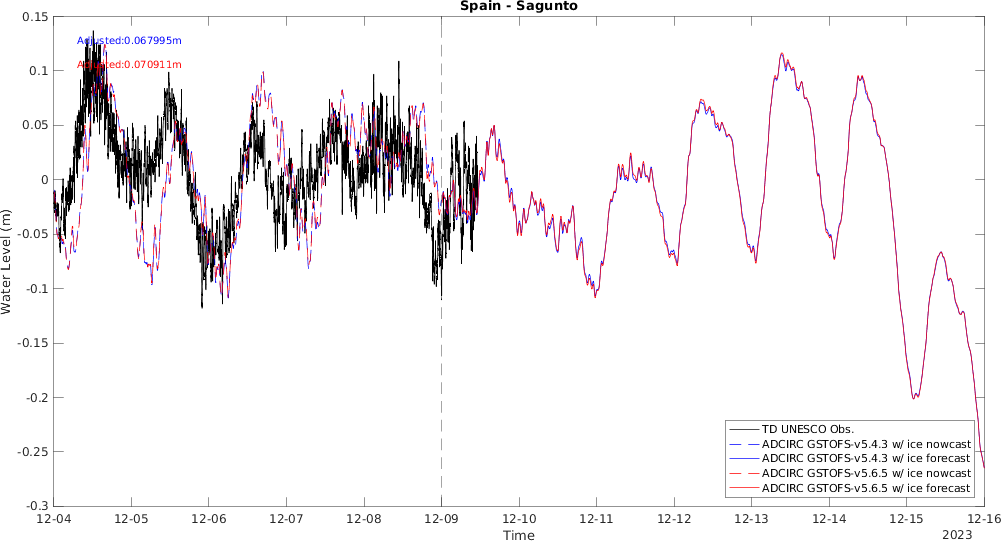 Spain - Sagunto
Adjusted:0.067995m
Adjusted:0.070911m
0.15
0.1
0.05
0
-0.05
-0.1
-0.15
-0.2
-0.25
-0.3
Water Level (m)
12-04 12-05 12-06 12-07 12-08 12-09 12-10 12-11 12-12 12-13 12-14 12-15 12-16
Time
2023
TD UNESCO Obs.
ADCIRC GSTOFS-v5.4.3 w/ ice nowcast
ADCIRC GSTOFS-v5.4.3 w/ ice forecast
ADCIRC GSTOFS-v5.6.5 w/ ice nowcast
ADCIRC GSTOFS-v5.6.5 w/ ice forecast